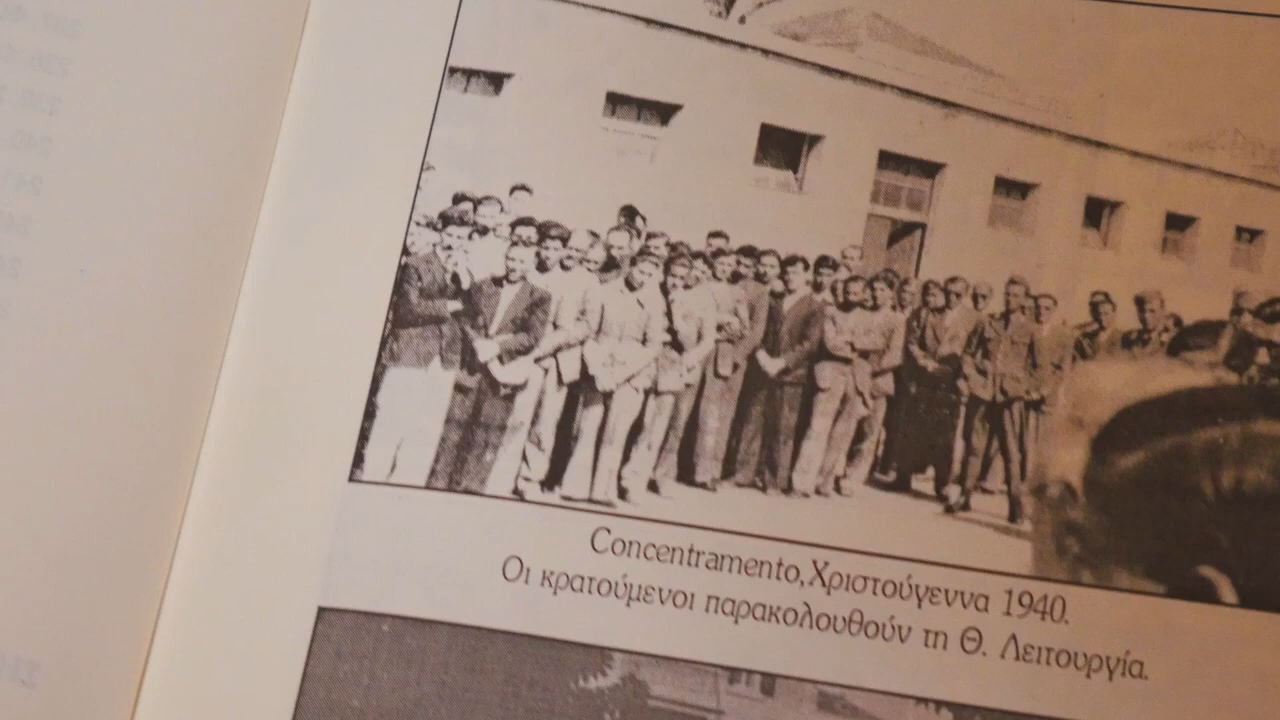 Concentramento, Χριστούγεννα 1940.
Οι κρατούμενοι παρακολουθούν τη Θ. Λειτουργία.